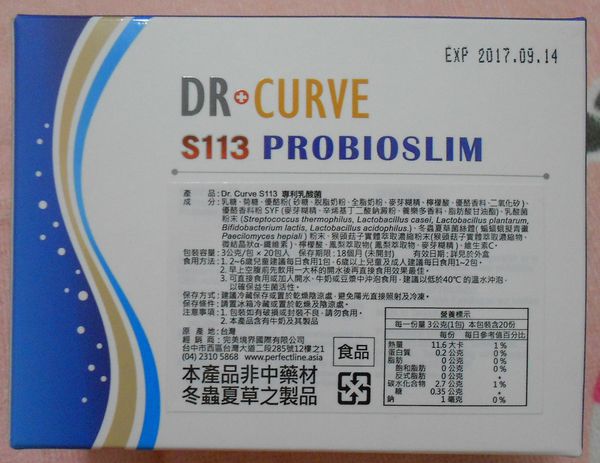 EXP 2017.09.14
DR CURVE
S113 PROBIOSLIM
產 品:Dr. Curve S113 專利乳酸菌
成 分:乳糖、菊糖、優酪粉(砂糖、脫脂奶粉、全脂奶粉、麥芽糊精、檸檬酸、優酪香料、二氧化矽)、
優酪香料粉 SYF (麥芽糊精、辛烯基丁二酸鈉澱粉、養樂多香料、脂肪酸甘油酯)、乳酸菌
粉末 (Streptococcus thermophilus, Lactobacillus casei, Lactobacillus plantarum,
Bifidobacterium lactis, Lactobacillus acidophilus,)、冬蟲夏草菌絲體( 蝙蝠蛾擬青黴
Paecilomyces hepiali ) 粉末、猴頭菇子實體萃取濃縮粉末(猴頭菇子實體萃取濃縮物、
微結晶狀α-纖維素)、檸檬酸、鳳梨萃取物( 鳳梨萃取物、麥芽糊精)、維生素C。
包裝容量:3公克/包 × 20包入 保存期限:18個月 (未開封) 有效日期:詳見於外盒
食用方法:1. 2~6歲兒童建議每日食用1包、6歲以上兒童及成人建議每日食用1~2包。
2. 早上空腹前先飲用一大杯的開水後再直接食用效果最佳。
3. 可直接食用或加入開水、牛奶或豆漿中沖泡食用,建議以低於40℃ 的溫水沖泡,
以確保益生菌活性。
保存方式:建議冷藏保存或置於乾燥陰涼處,避免陽光直接照射及冷凍。
保存條件:請置冰箱冷藏或置於乾燥及陰涼處。
注意事項:1. 包裝如有破損或封裝不良,請勿食用。
2. 本產品含有牛奶及其製品
原 產 地:台灣
經 銷 商:完美境界國際有限公司
台中市西區台灣大道二段285號12樓之1
(04) 2310 5868 www.perfectline.asia
食品
本產品非中藥材
冬蟲夏草之製品
營養標示
每一份量 3公克(1包) 本包裝含20份
每份 每日參考值百分比
熱量 11.6 大卡 1%
蛋白質 0.2 公克 0%
脂肪 0 公克 0%
飽和脂肪 0 公克 0%
反式脂肪 0 公克 *
碳水化合物 2.7 公克 1%
糖 0.35 公克 *
鈉 1 毫克 0%